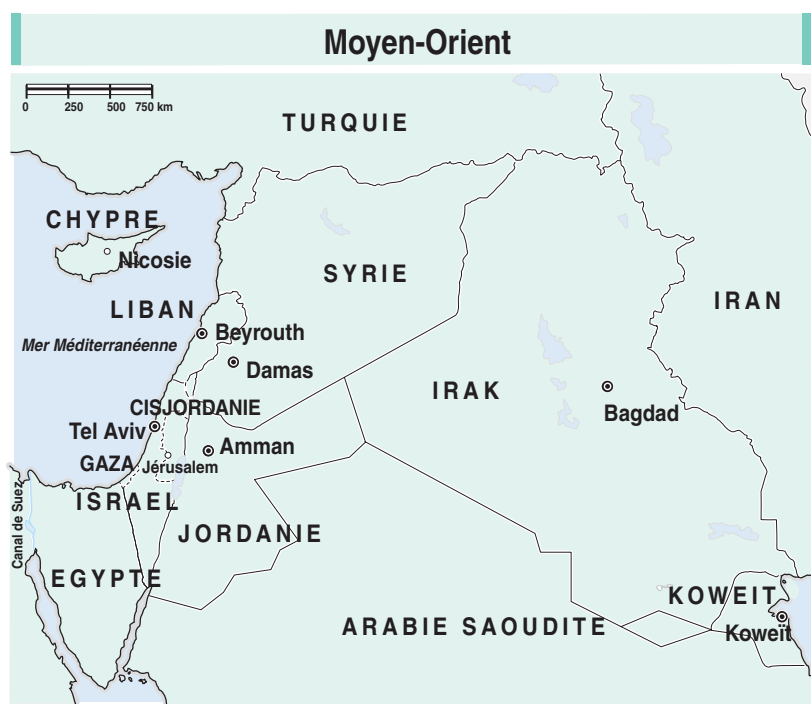 Moyen-Orient
0 250 500 750 km
TURQUIE
CHYPRE
Nicosie
SYRIE
LIBAN
IRAN
Beyrouth
Mer Méditerranéenne
Damas
IRAK
Bagdad
CISJORDANIE
Tel Aviv
Amman
GAZA
Jérusalem
ISRAEL
Canal de Suez
JORDANIE
EGYPTE
KOWEIT
ARABIE SAOUDITE
Koweït